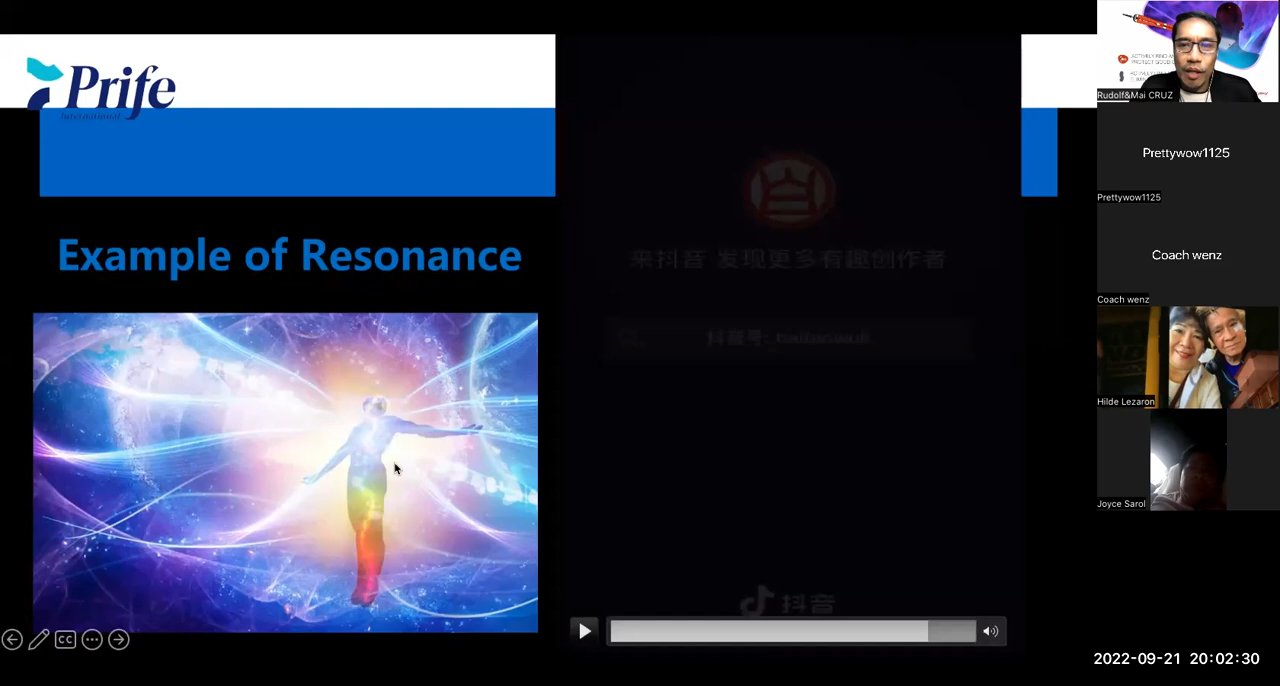 Prife
International
Example of Resonance
来抖音 发现更多有趣创作者
抖音号:
抖音
CC
Rudolf&Mai CRUZ
Prettywow1125
Prettywow1125
Coach wenz
Coach wenz
Hilde Lezaron
Joyce Sarol
2022-09-21 20:02:30